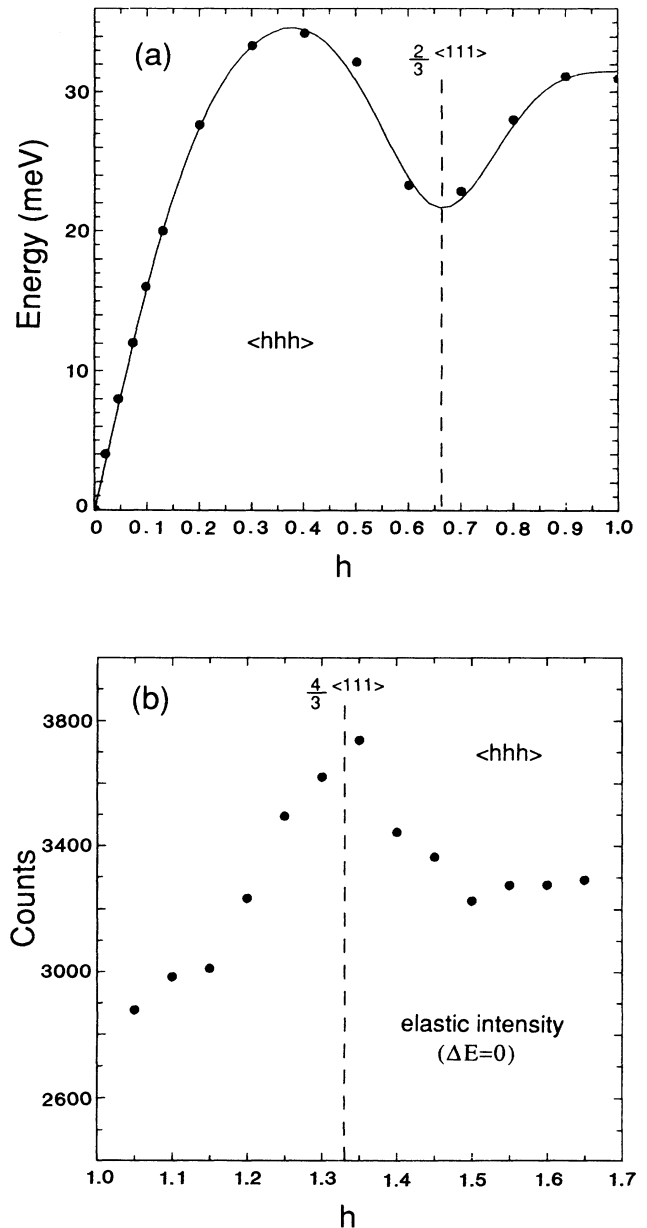 (a)
2/3 <111>
30
20
10
0
Energy (meV)
<hhh>
0 0.1 0.2 0.3 0.4 0.5 0.6 0.7 0.8 0.9 1.0
h
(b)
4/3 <111>
3800
3400
3000
2600
Counts
<hhh>
elastic intensity
(ΔE=0)
1.0 1.1 1.2 1.3 1.4 1.5 1.6 1.7
h